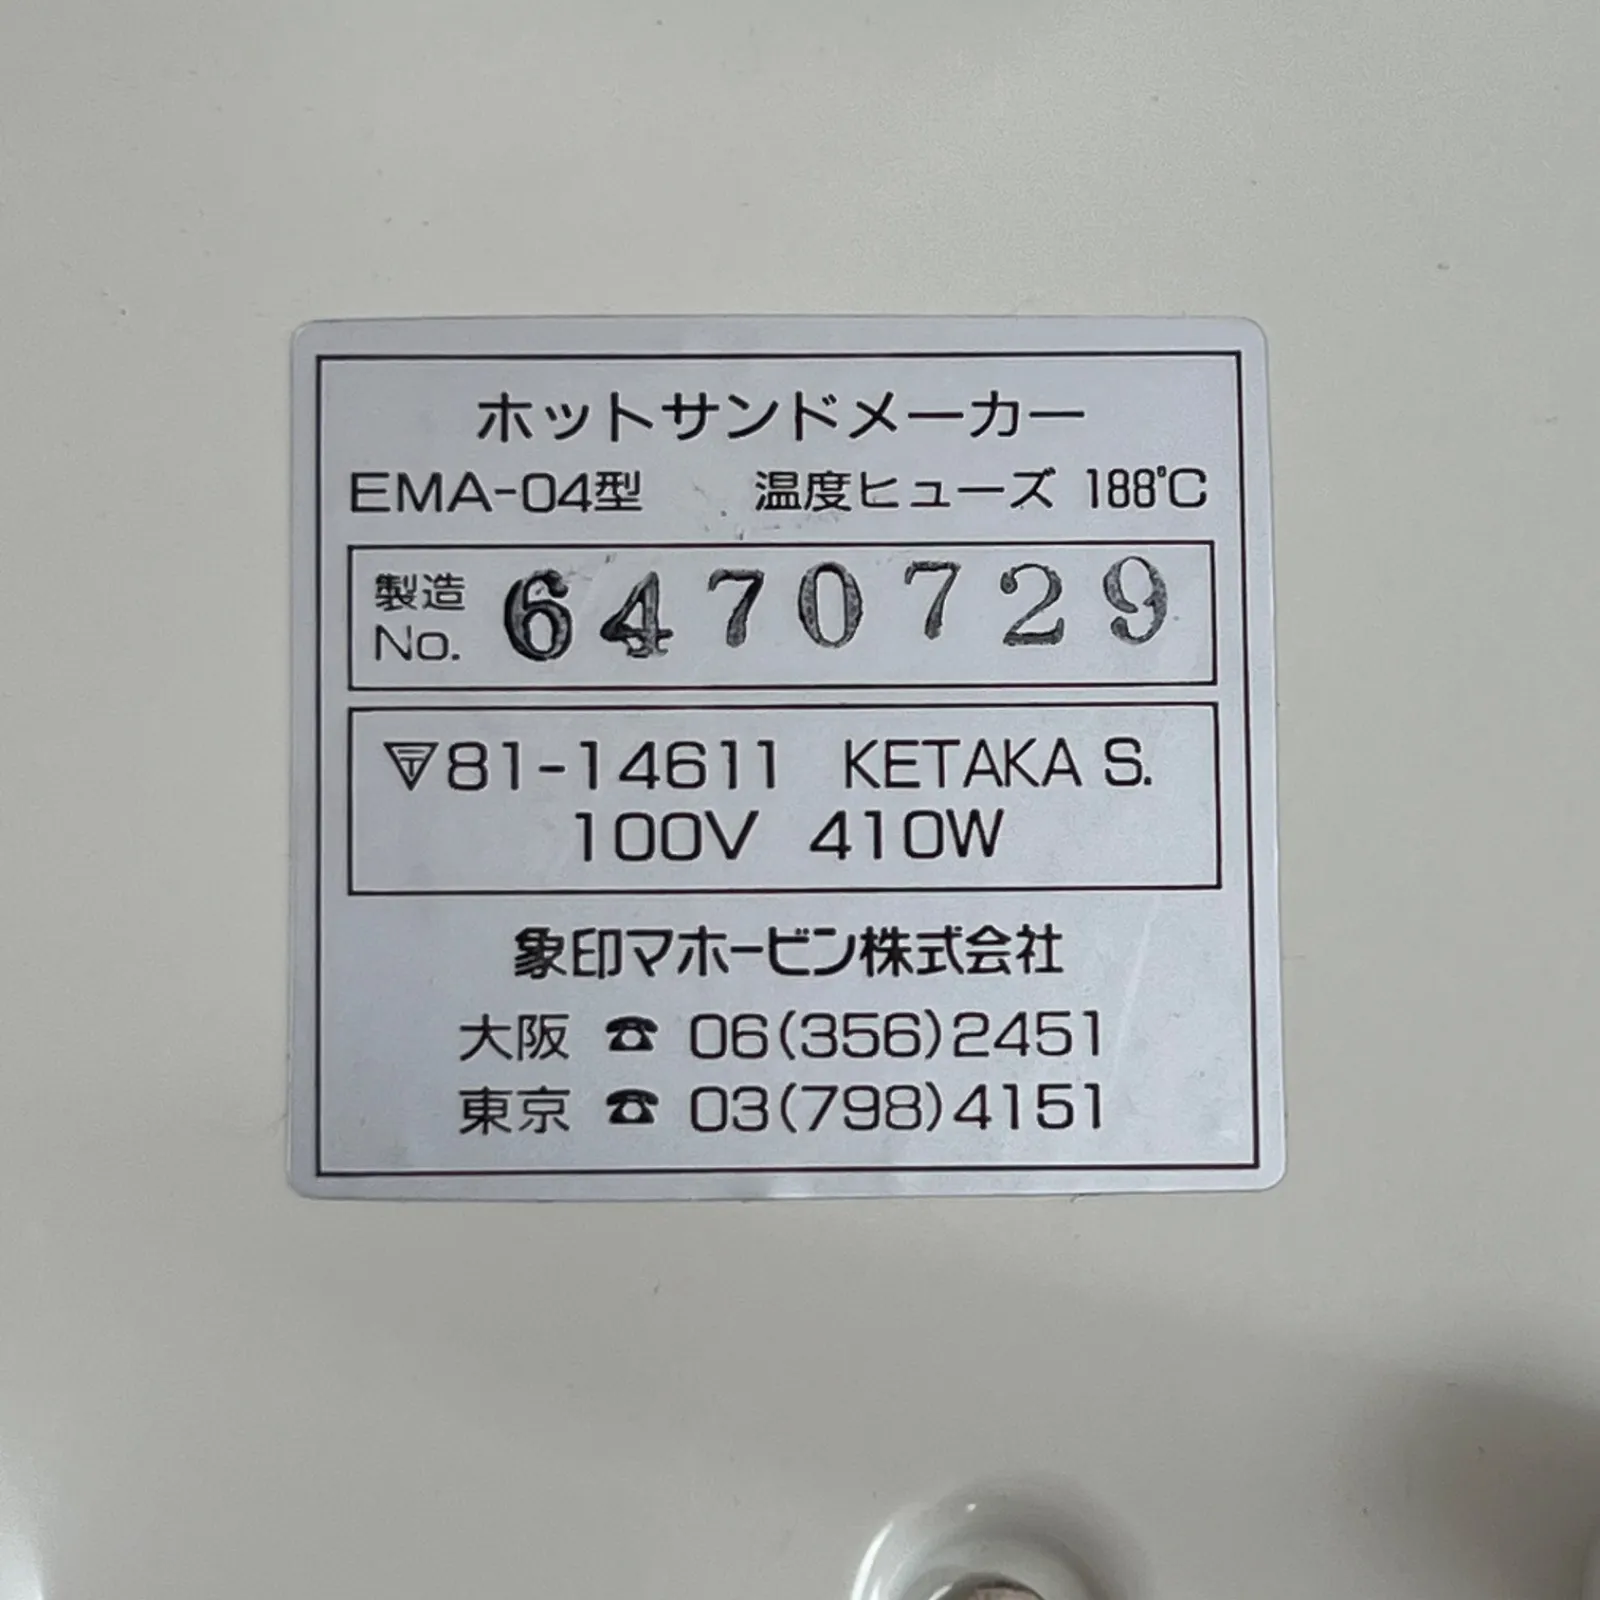 ホットサンドメーカー
EMA-04型 温度ヒューズ 188℃
製造No. 6470729
81-14611 KETAKA S.
100V 410W
象印マホービン株式会社
大阪 ☎ 06(356)2451
東京 ☎ 03(798)4151